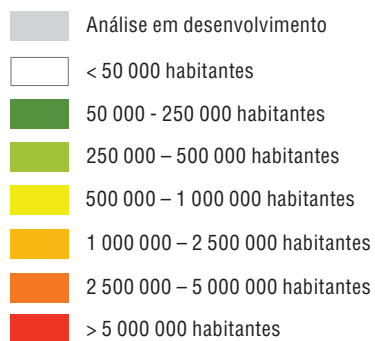 Análise em desenvolvimento
< 50 000 habitantes
50 000 - 250 000 habitantes
250 000 – 500 000 habitantes
500 000 – 1 000 000 habitantes
1 000 000 – 2 500 000 habitantes
2 500 000 – 5 000 000 habitantes
> 5 000 000 habitantes